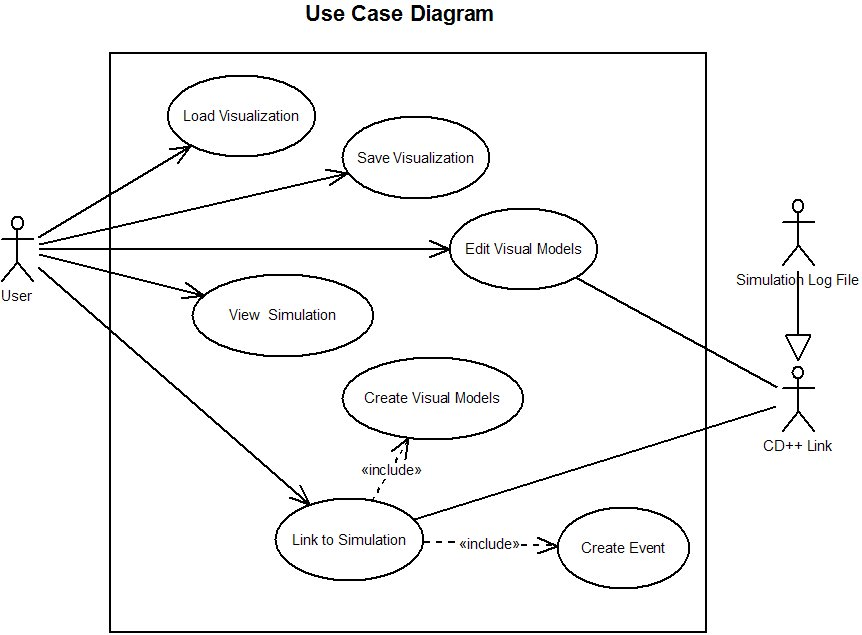 Use Case Diagram
Load Visualization
Save Visualization
Edit Visual Models
User
Simulation Log File
View  Simulation
Create Visual Models
CD++ Link
«include»
Link to Simulation
«include»
Create Event